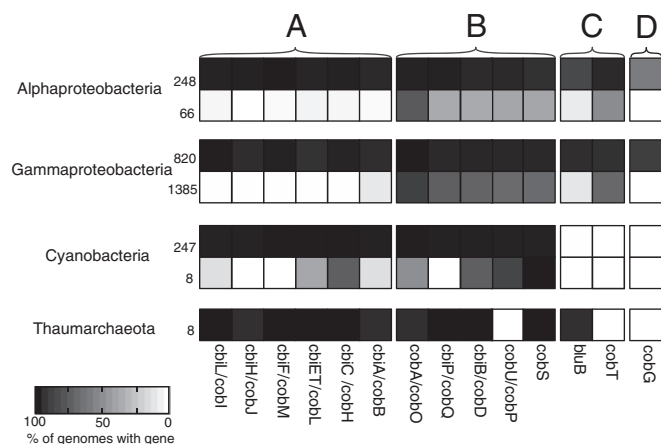 A B C D
248
Alphaproteobacteria
66
820
Gammaproteobacteria
1385
247
Cyanobacteria
8
Thaumarchaeota 8
cbiL/cobI
cbiH/cobJ
cbiF/cobM
cbiET/cobL
cbiC /cobH
cbiA/cobB
cobA/cobO
cbiP/cobQ
cbiB/cobD
cobU/cobP
cobS
bluB
cobT
cobG
100 50 0
% of genomes with gene